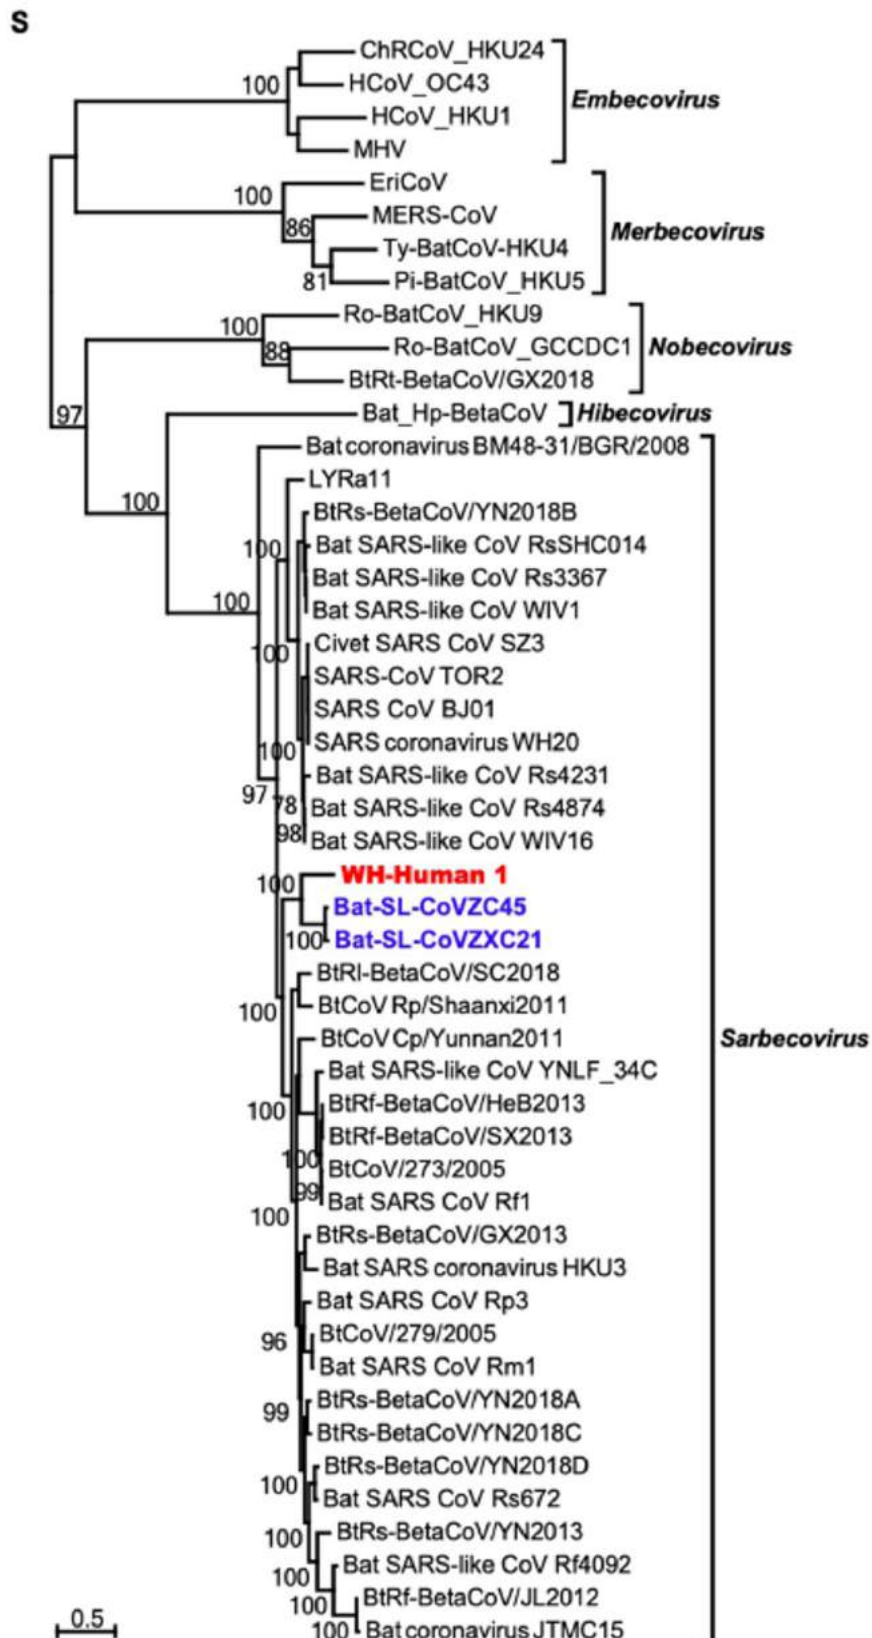 S
ChRCoV_HKU24
100
HCoV_OC43
Embecovirus
HCoV_HKU1
MHV
EriCoV
100
MERS-CoV
86
Merbecovirus
Ty-BatCoV-HKU4
81
Pi-BatCoV_HKU5
Ro-BatCoV_HKU9
100
88
Ro-BatCoV_GCCDC1
Nobecovirus
BtRt-BetaCoV/GX2018
97
Bat_Hp-BetaCoV
Hibecovirus
Bat coronavirus BM48-31/BGR/2008
LYRa11
100
BtRs-BetaCoV/YN2018B
100
Bat SARS-like CoV RsSHC014
Bat SARS-like CoV Rs3367
100
Bat SARS-like CoV WIV1
Civet SARS CoV SZ3
100
SARS-CoV TOR2
SARS CoV BJ01
SARS coronavirus WH20
100
Bat SARS-like CoV Rs4231
97
78
Bat SARS-like CoV Rs4874
98
Bat SARS-like CoV WIV16
WH-Human 1
100
Bat-SL-CoVZC45
100
Bat-SL-CoVZXC21
BtRl-BetaCoV/SC2018
100
BtCoV Rp/Shaanxi2011
BtCoV Cp/Yunnan2011
Sarbecovirus
Bat SARS-like CoV YNLF_34C
100
BtRf-BetaCoV/HeB2013
BtRf-BetaCoV/SX2013
100
BtCoV/273/2005
99
Bat SARS CoV Rf1
100
BtRs-BetaCoV/GX2013
Bat SARS coronavirus HKU3
Bat SARS CoV Rp3
96
BtCoV/279/2005
Bat SARS CoV Rm1
BtRs-BetaCoV/YN2018A
99
BtRs-BetaCoV/YN2018C
BtRs-BetaCoV/YN2018D
100
Bat SARS CoV Rs672
100
BtRs-BetaCoV/YN2013
Bat SARS-like CoV Rf4092
100
BtRf-BetaCoV/JL2012
100
0.5
100
Bat coronavirus JTMC15